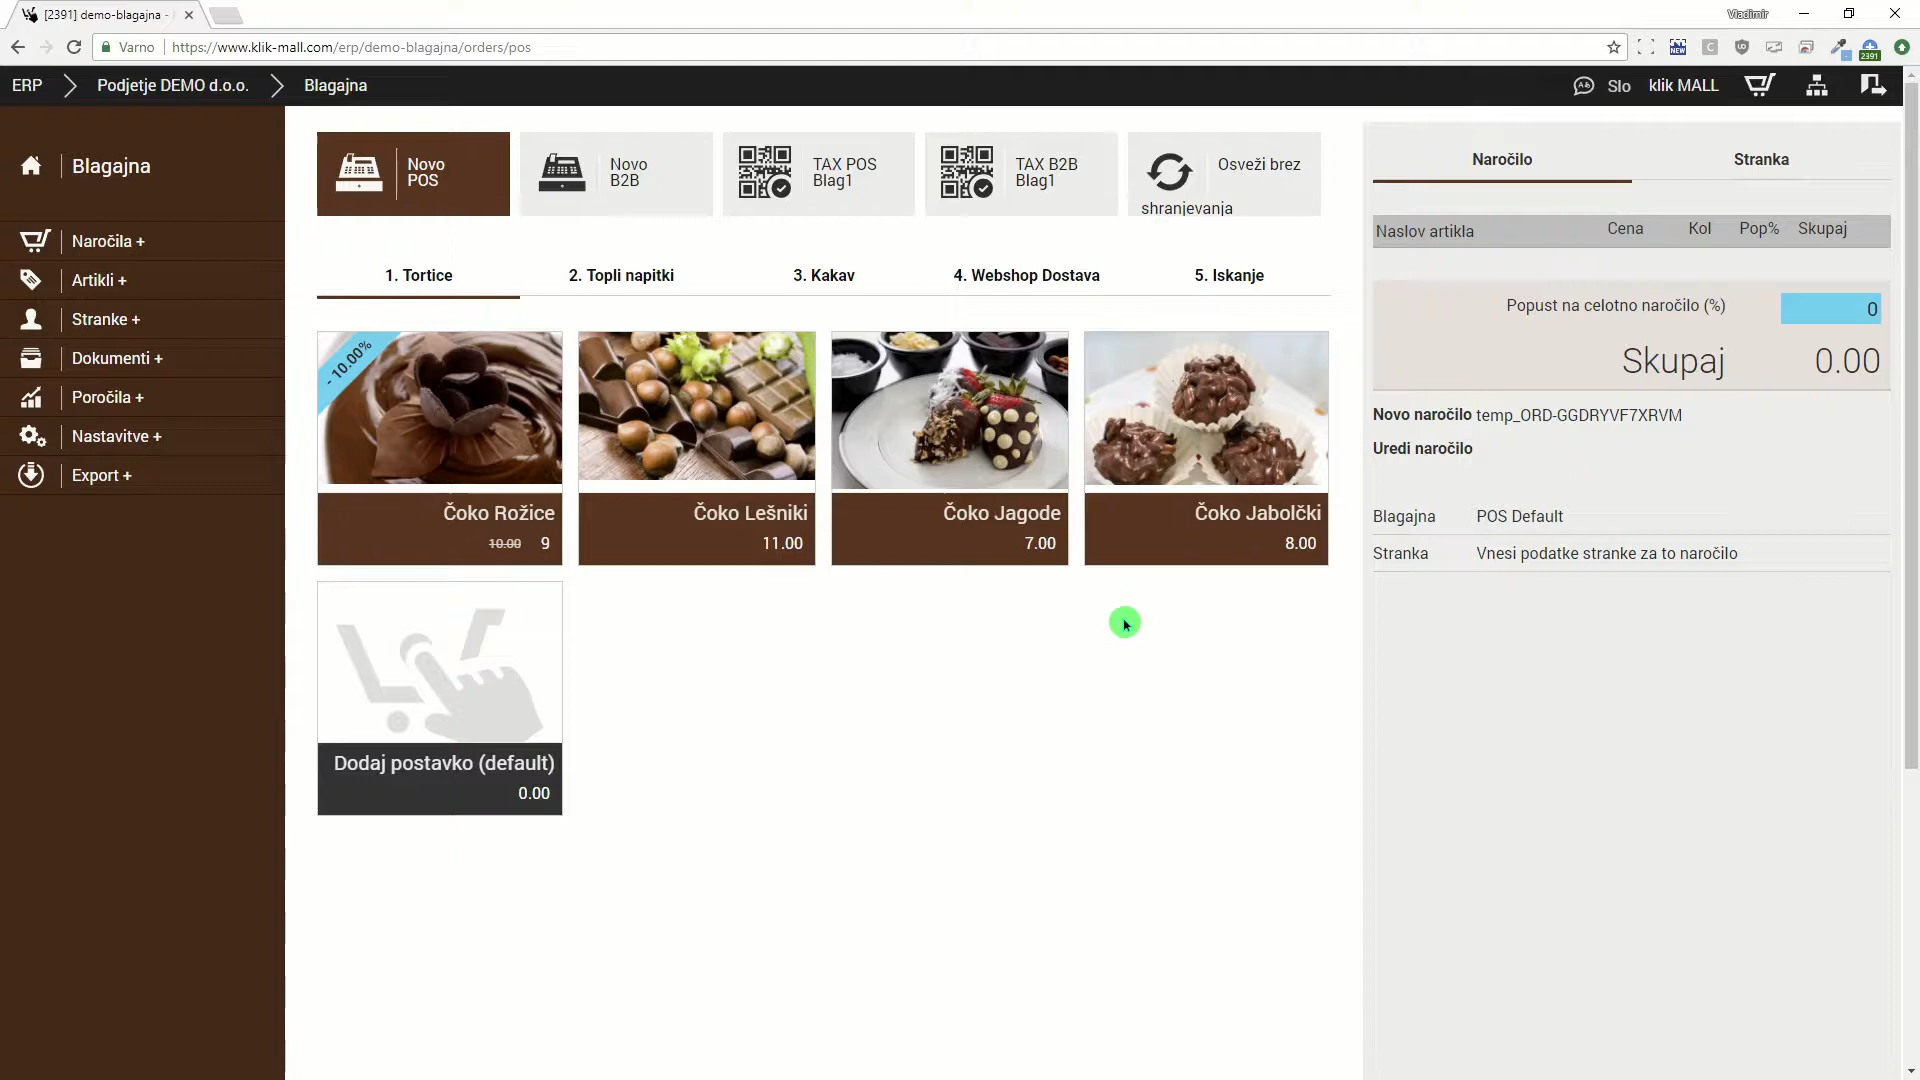 [2391] demo-blagajna -
Vladimir
Varno
https://www.klik-mall.com/erp/demo-blagajna/orders/pos
NEW
2391
ERP
Podjetje DEMO d.o.o.
Blagajna
Slo
klik MALL
Blagajna
Naročila +
Artikli +
Stranke +
Dokumenti +
Poročila +
Nastavitve +
Export +
Novo
POS
Novo
B2B
TAX POS
Blag1
TAX B2B
Blag1
Osveži brez
shranjevanja
1. Tortice
2. Topli napitki
3. Kakav
4. Webshop Dostava
5. Iskanje
- 10.00%
Čoko Rožice
10.00 9
Čoko Lešniki
11.00
Čoko Jagode
7.00
Čoko Jabolčki
8.00
Dodaj postavko (default)
0.00
Naročilo
Stranka
Naslov artikla Cena Kol Pop% Skupaj
Popust na celotno naročilo (%) 0
Skupaj 0.00
Novo naročilo temp_ORD-GGDRYVF7XRVM
Uredi naročilo
Blagajna POS Default
Stranka Vnesi podatke stranke za to naročilo